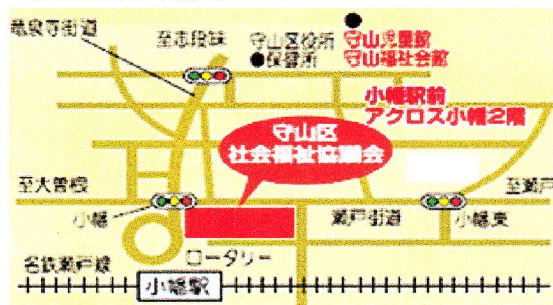 竜泉寺街道
至志段味
守山区役所
●保健所
守山児童館
守山福祉会館
小幡駅前
アクロス小幡2階
守山区
社会福祉協議会
至大曽根
至瀬戸
小幡
瀬戸街道
小幡東
ロータリー
名鉄瀬戸線
小幡駅